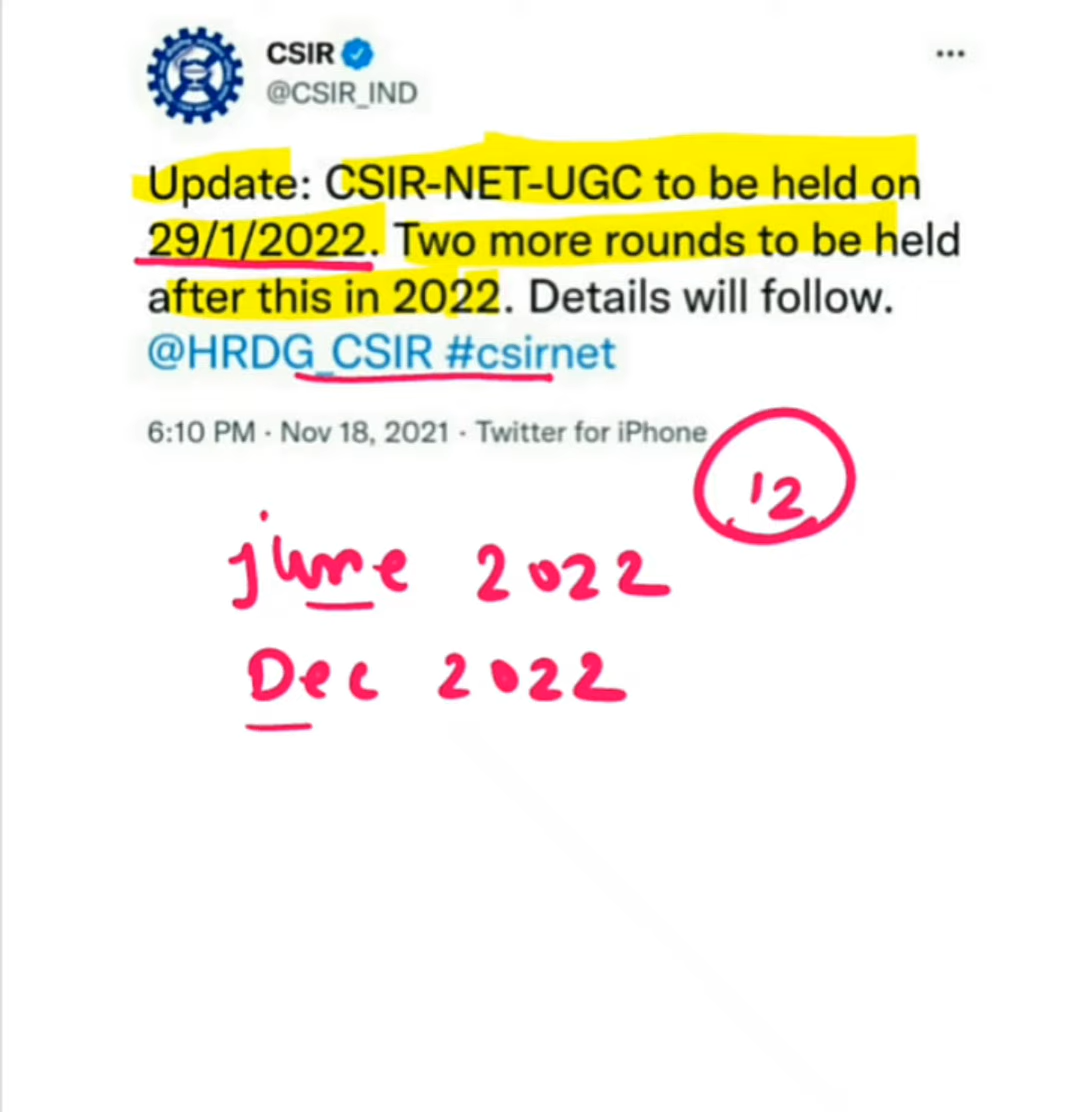 CSIR
@CSIR_IND
Update: CSIR-NET-UGC to be held on
29/1/2022. Two more rounds to be held
after this in 2022. Details will follow.
@HRDG_CSIR #csirnet
6:10 PM · Nov 18, 2021 · Twitter for iPhone
12
june 2022
Dec 2022